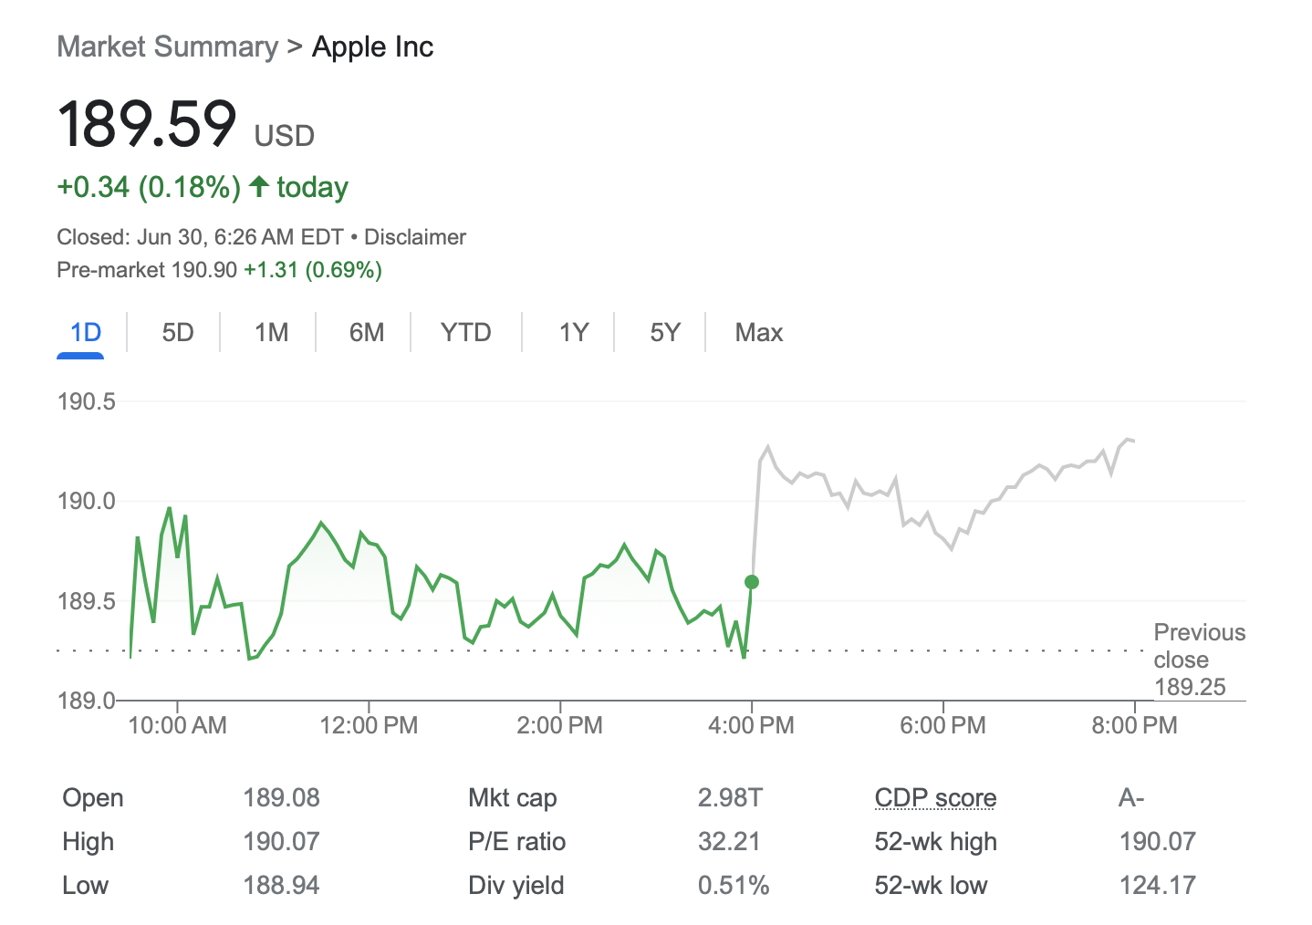 Market Summary > Apple Inc
189.59 USD
+0.34 (0.18%) ↑ today
Closed: Jun 30, 6:26 AM EDT • Disclaimer
Pre-market 190.90 +1.31 (0.69%)
1D 5D 1M 6M YTD 1Y 5Y Max
190.5
190.0
189.5
189.0
Previous
close
189.25
10:00 AM 12:00 PM 2:00 PM 4:00 PM 6:00 PM 8:00 PM
Open 189.08 Mkt cap 2.98T CDP score A-
High 190.07 P/E ratio 32.21 52-wk high 190.07
Low 188.94 Div yield 0.51% 52-wk low 124.17